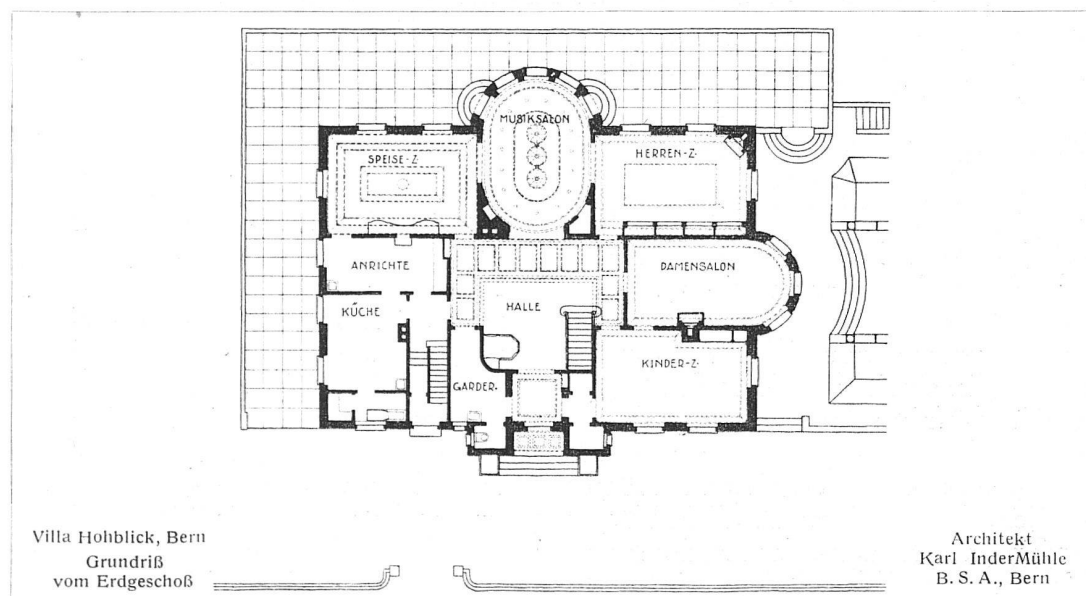 MUSIKSALON
SPEISE-Z.
HERREN-Z.
ANRICHTE
DAMENSALON
KÜCHE
HALLE
KINDER-Z.
GARDER.
Villa Hohblick, Bern
Grundriß
vom Erdgeschoß
Architekt
Karl InderMühle
B. S. A., Bern